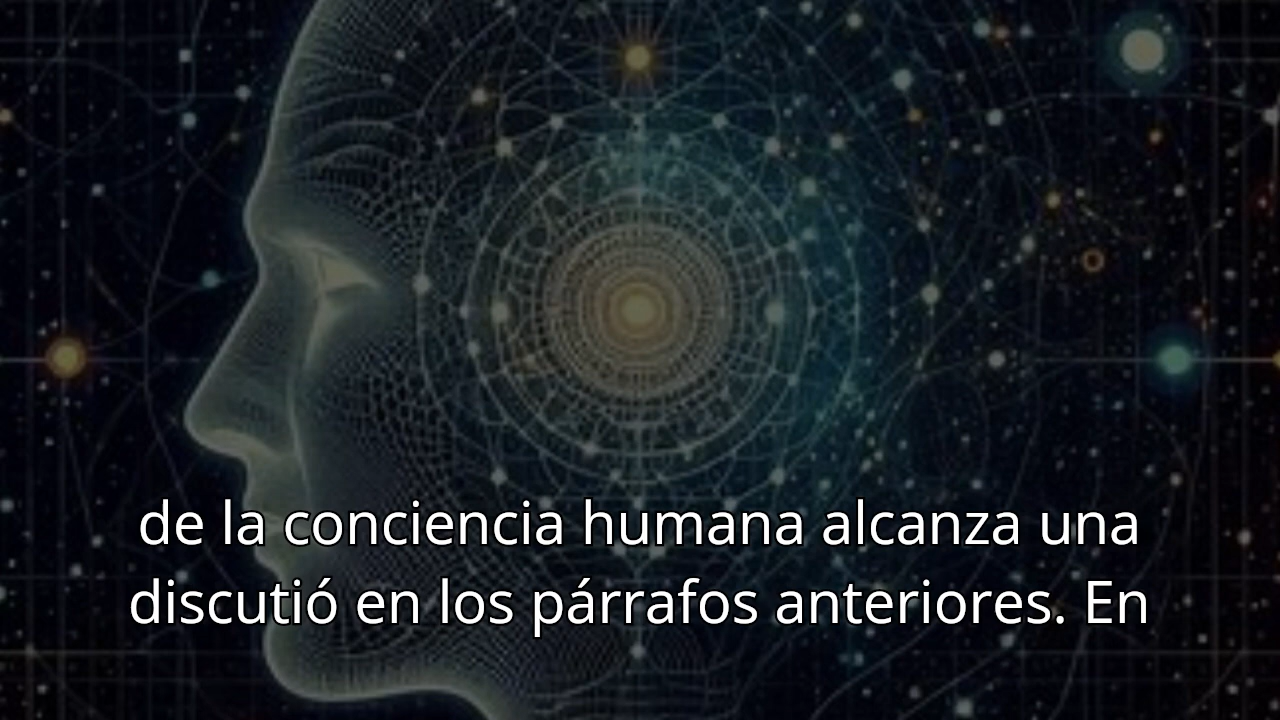 de la conciencia humana alcanza una
discutió en los párrafos anteriores. En